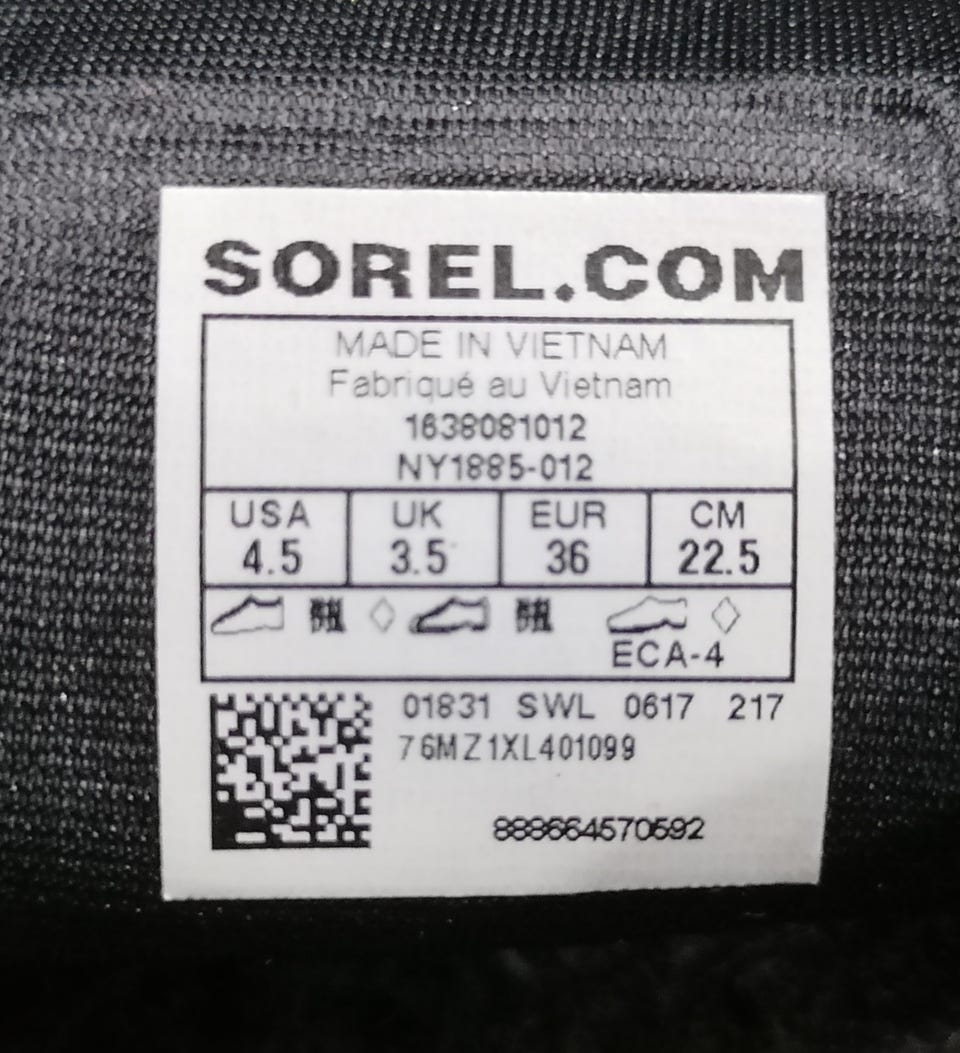 SOREL.COM
MADE IN VIETNAM
Fabriqué au Vietnam
1638081012
NY1885-012
USA UK EUR CM
4.5 3.5 36 22.5
ECA-4
01831 SWL 0617 217
76MZ1XL401099
888664570592